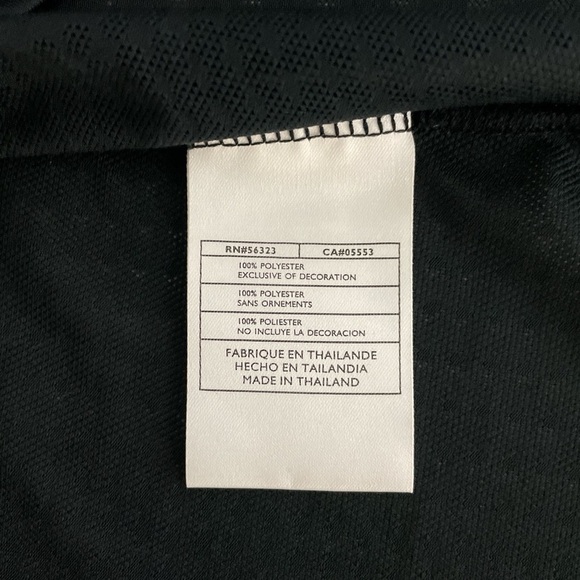 RN#56323 CA#05553
100% POLYESTER
EXCLUSIVE OF DECORATION
100% POLYESTER
SANS ORNEMENTS
100% POLIESTER
NO INCLUYE LA DECORACION
FABRIQUE EN THAILANDE
HECHO EN TAILANDIA
MADE IN THAILAND